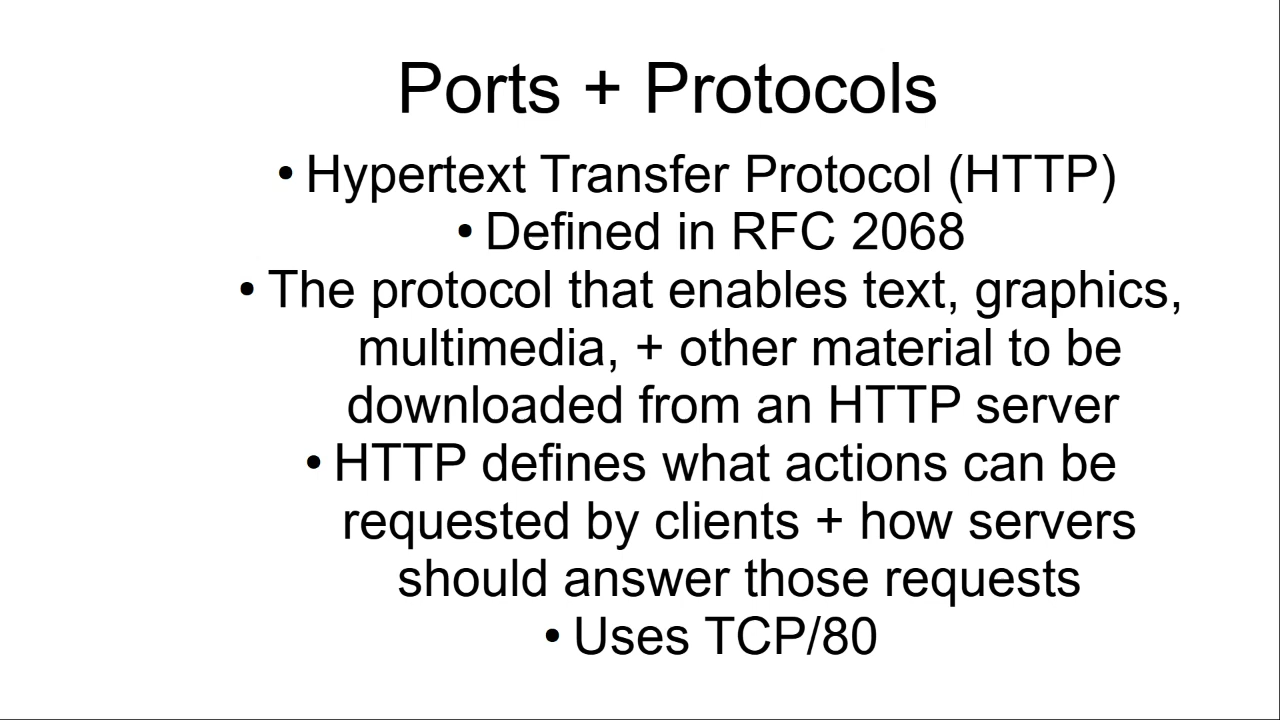 Ports + Protocols
• Hypertext Transfer Protocol (HTTP)
• Defined in RFC 2068
• The protocol that enables text, graphics,
multimedia, + other material to be
downloaded from an HTTP server
• HTTP defines what actions can be
requested by clients + how servers
should answer those requests
• Uses TCP/80